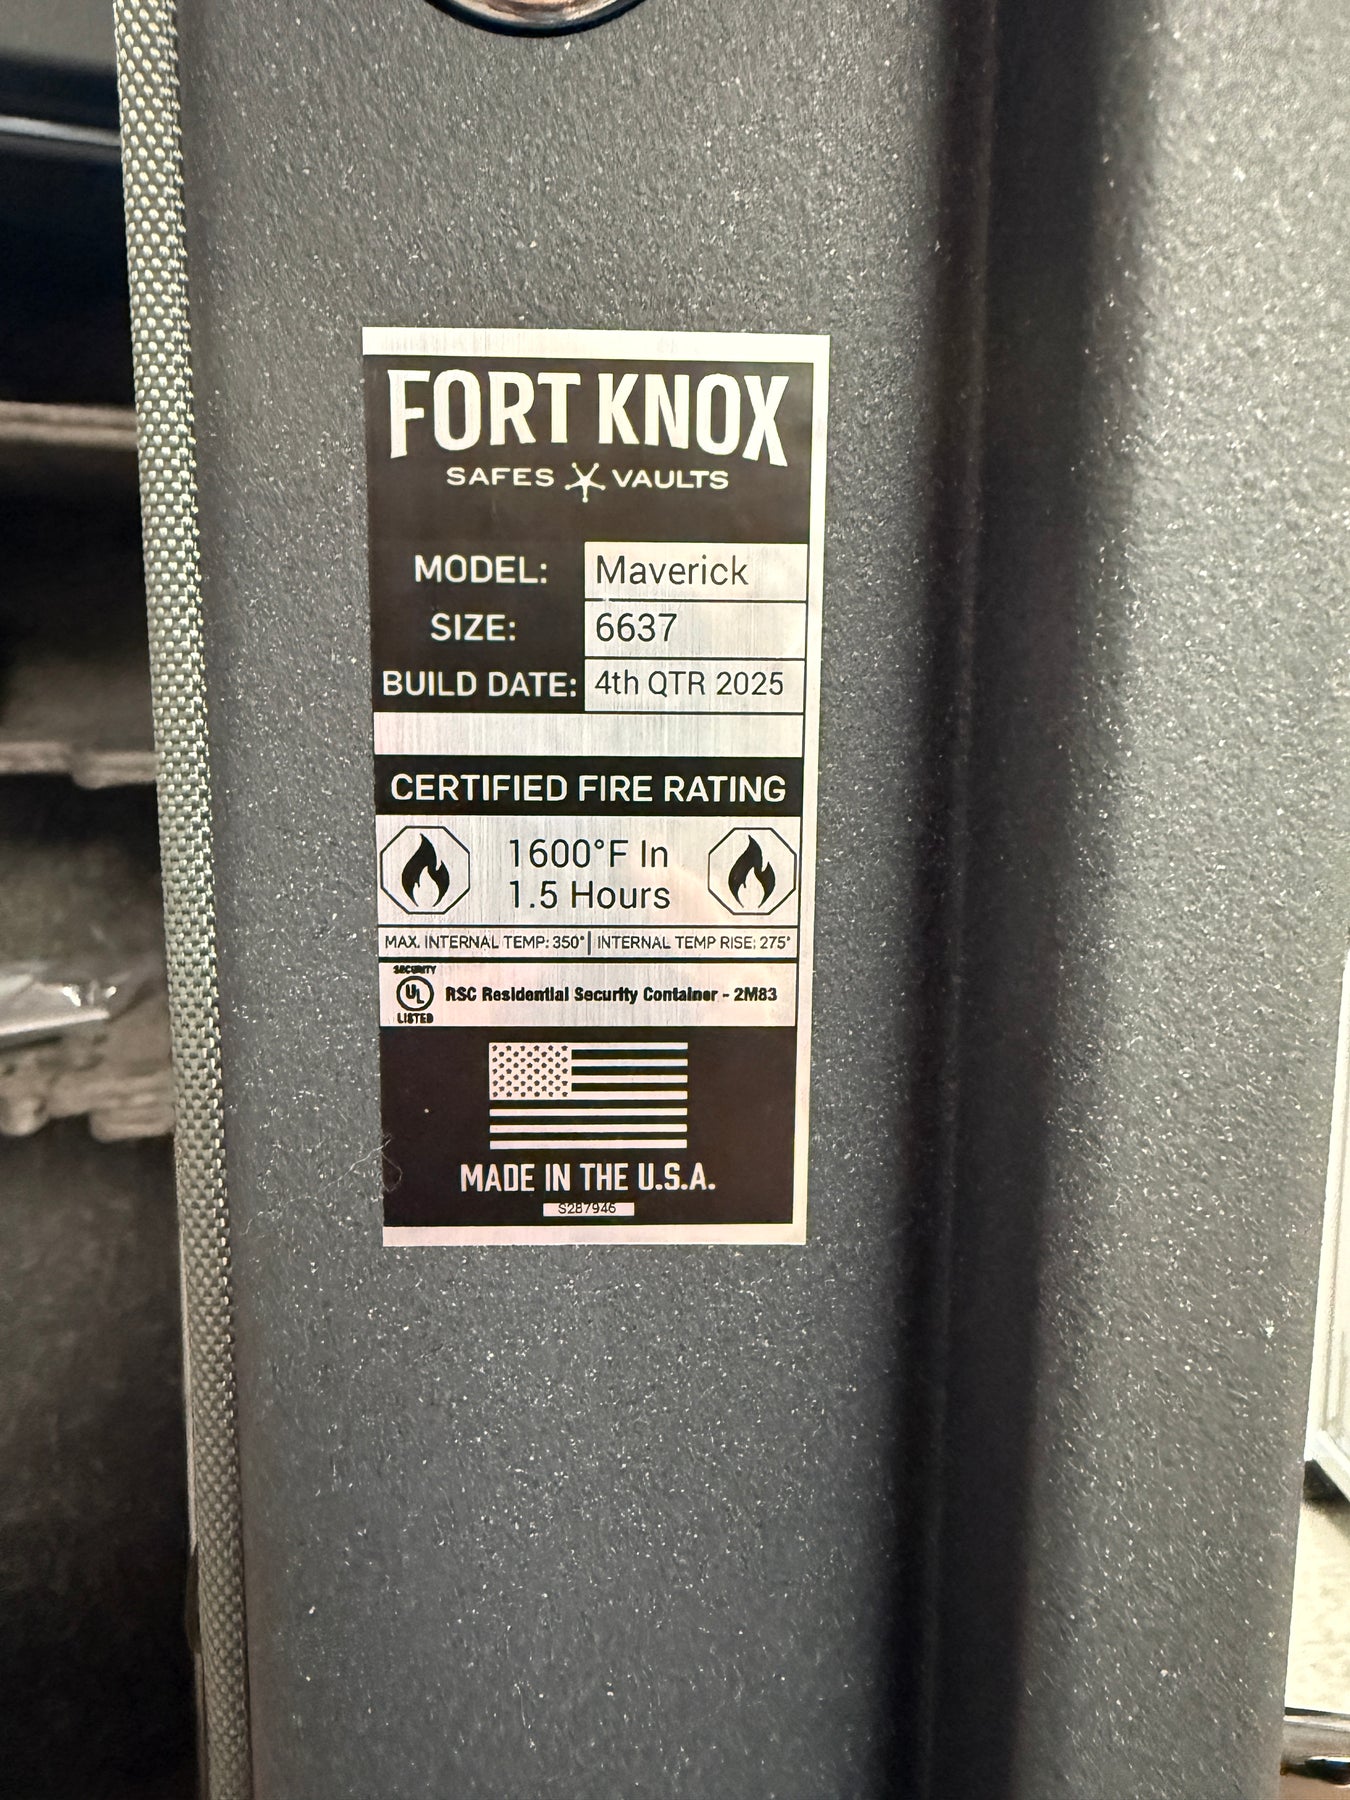 FORT KNOX
SAFES VAULTS
MODEL: Maverick
SIZE: 6637
BUILD DATE: 4th QTR 2025
CERTIFIED FIRE RATING
1600°F In
1.5 Hours
MAX. INTERNAL TEMP: 350° | INTERNAL TEMP RISE: 275°
SECURITY
UL
LISTED
RSC Residential Security Container - 2M83
MADE IN THE U.S.A.
S287946